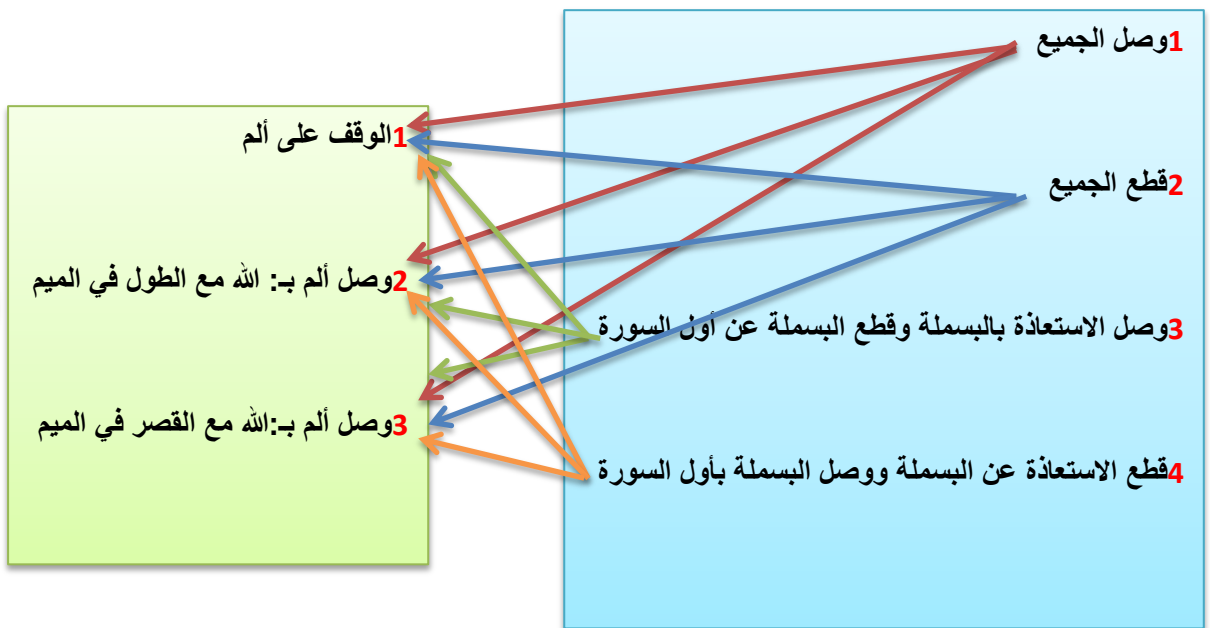 1وصل الجميع
2قطع الجميع
3وصل الاستعاذة بالبسملة وقطع البسملة عن أول السورة
4قطع الاستعاذة عن البسملة ووصل البسملة بأول السورة
1الوقف على ألم
2وصل ألم بـ: الله مع الطول في الميم
3وصل ألم بـ:الله مع القصر في الميم